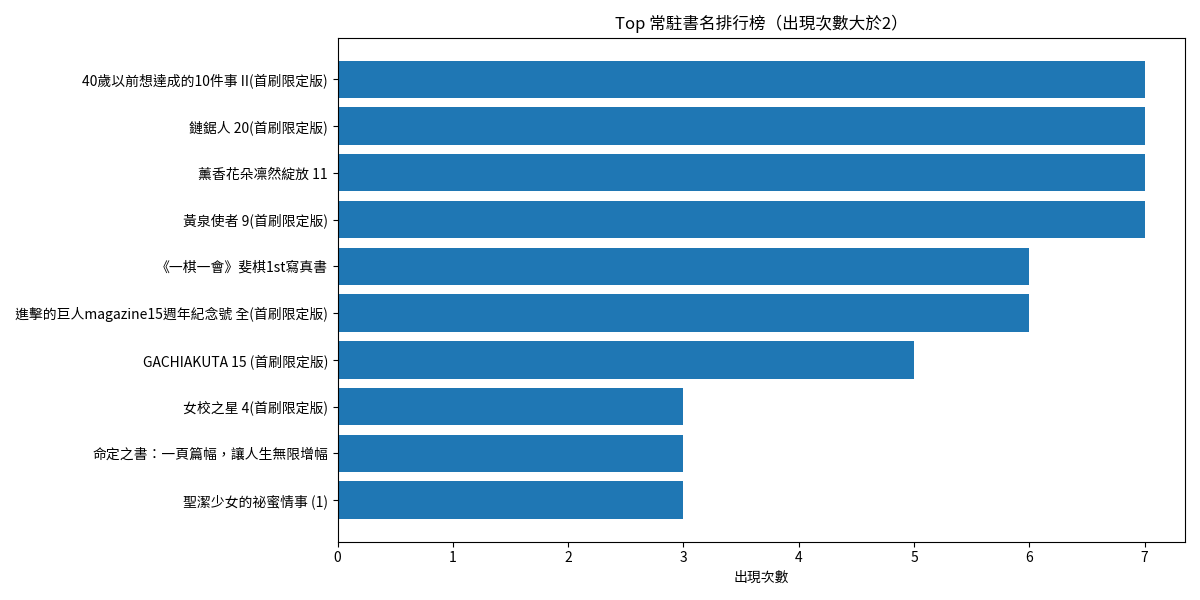 Top 常駐書名排行榜（出現次數大於2）
40歲以前想達成的10件事 II(首刷限定版)
鏈鋸人 20(首刷限定版)
薰香花朵凛然綻放 11
黃泉使者 9(首刷限定版)
《一棋一會》斐棋1st寫真書
進擊的巨人magazine15週年紀念號 全(首刷限定版)
GACHIAKUTA 15 (首刷限定版)
女校之星 4(首刷限定版)
命定之書：一頁篇幅，讓人生無限增幅
聖潔少女的祕蜜情事 (1)
0 1 2 3 4 5 6 7
出現次數